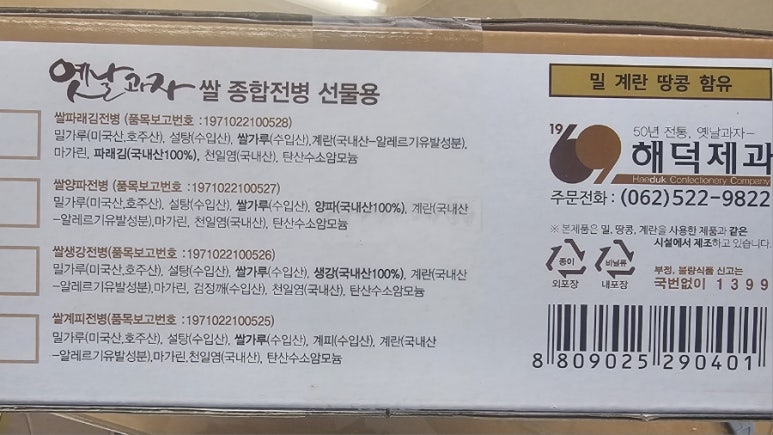 옛날과자 쌀 종합전병 선물용
쌀파래김전병 (품목보고번호 :1971022100528)
밀가루(미국산,호주산), 설탕(수입산), 쌀가루(수입산),계란(국내산-알레르기유발성분),
마가린, 파래김(국내산100%), 천일염(국내산), 탄산수소암모늄
쌀양파전병 (품목보고번호 :1971022100527)
밀가루(미국산,호주산), 설탕(수입산), 쌀가루(수입산), 양파(국내산100%), 계란(국내산
-알레르기유발성분),마가린, 천일염(국내산), 탄산수소암모늄
쌀생강전병(품목보고번호 :1971022100526)
밀가루(미국산,호주산), 설탕(수입산), 쌀가루(수입산), 생강(국내산100%), 계란(국내산
-알레르기유발성분),마가린, 검정깨(수입산), 천일염(국내산), 탄산수소암모늄
쌀계피전병(품목보고번호 :1971022100525)
밀가루(미국산,호주산), 설탕(수입산), 쌀가루(수입산), 계피(수입산), 계란(국내산
-알레르기유발성분),마가린,천일염(국내산), 탄산수소암모늄
밀 계란 땅콩 함유
1969
50년 전통, 옛날과자-
해덕제과
Haeduk Confectionery Company
주문전화 : (062)522-9822
※ 본제품은 밀, 땅콩, 계란을 사용한 제품과 같은
시설에서 제조하고 있습니다
종이 비닐류
외포장 내포장
부정, 불량식품 신고는
국번없이 1399
8 809025 290401